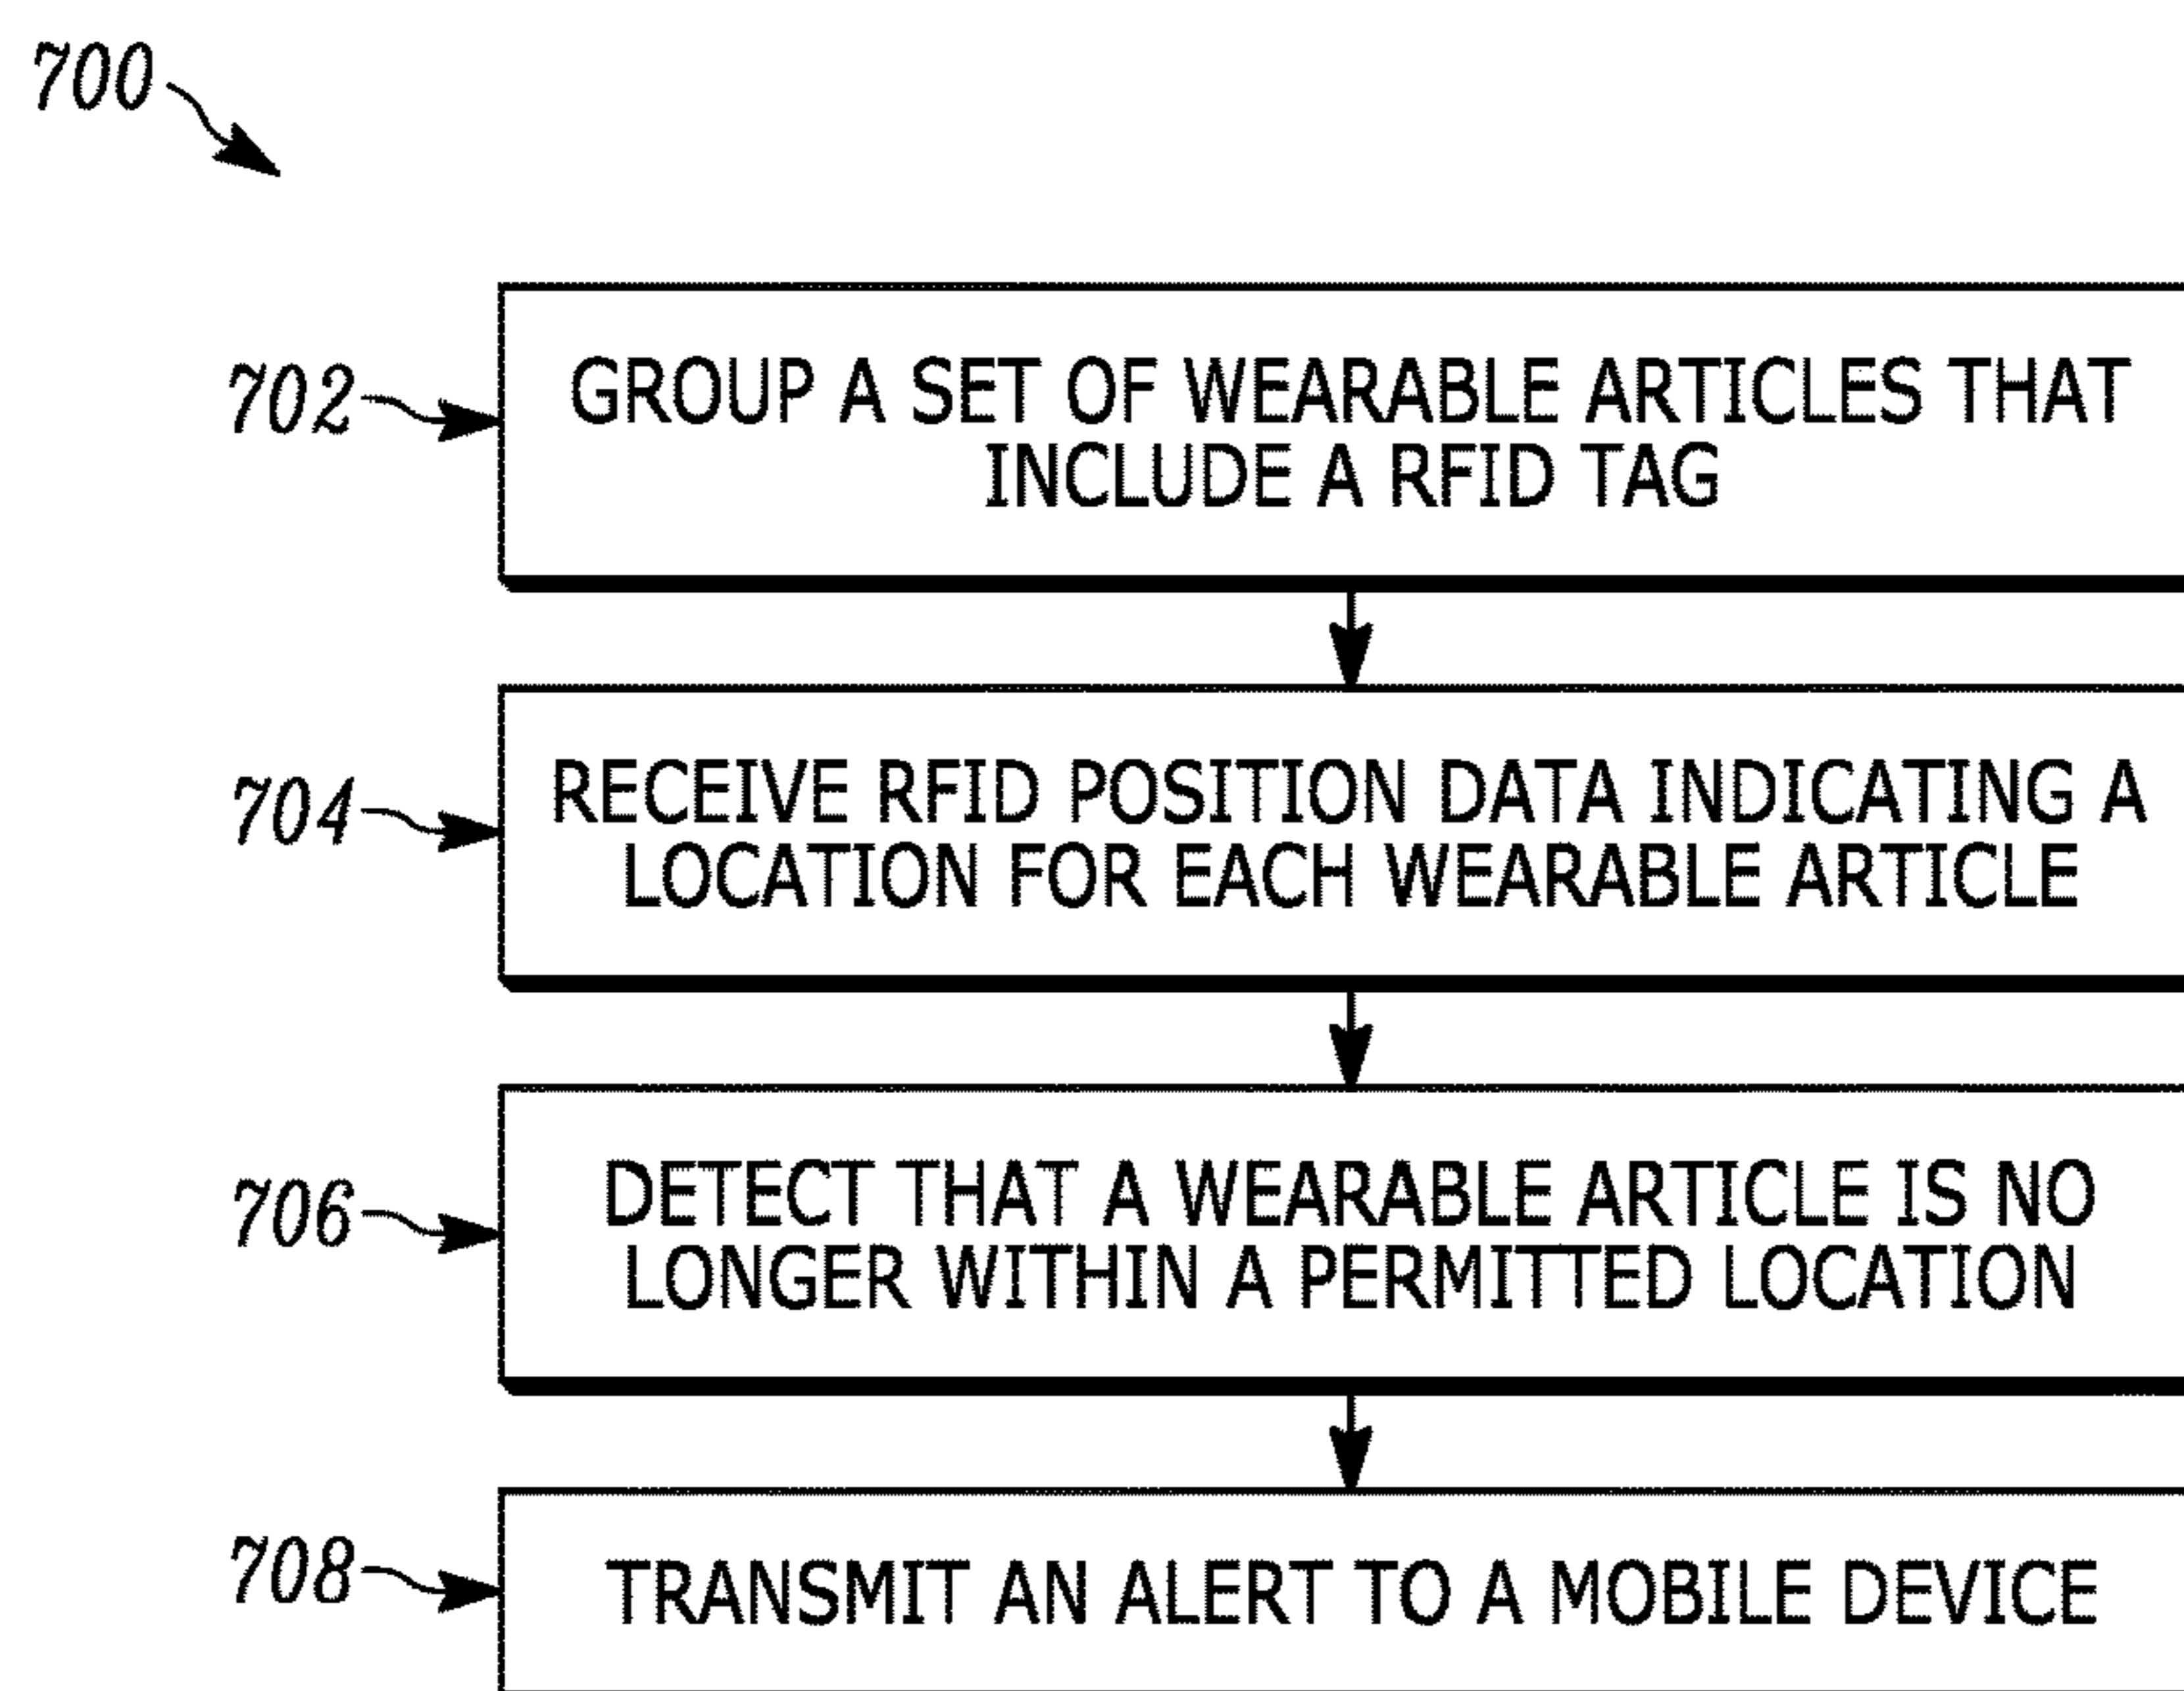 700
702
GROUP A SET OF WEARABLE ARTICLES THAT
INCLUDE A RFID TAG
704
RECEIVE RFID POSITION DATA INDICATING A
LOCATION FOR EACH WEARABLE ARTICLE
706
DETECT THAT A WEARABLE ARTICLE IS NO
LONGER WITHIN A PERMITTED LOCATION
708
TRANSMIT AN ALERT TO A MOBILE DEVICE